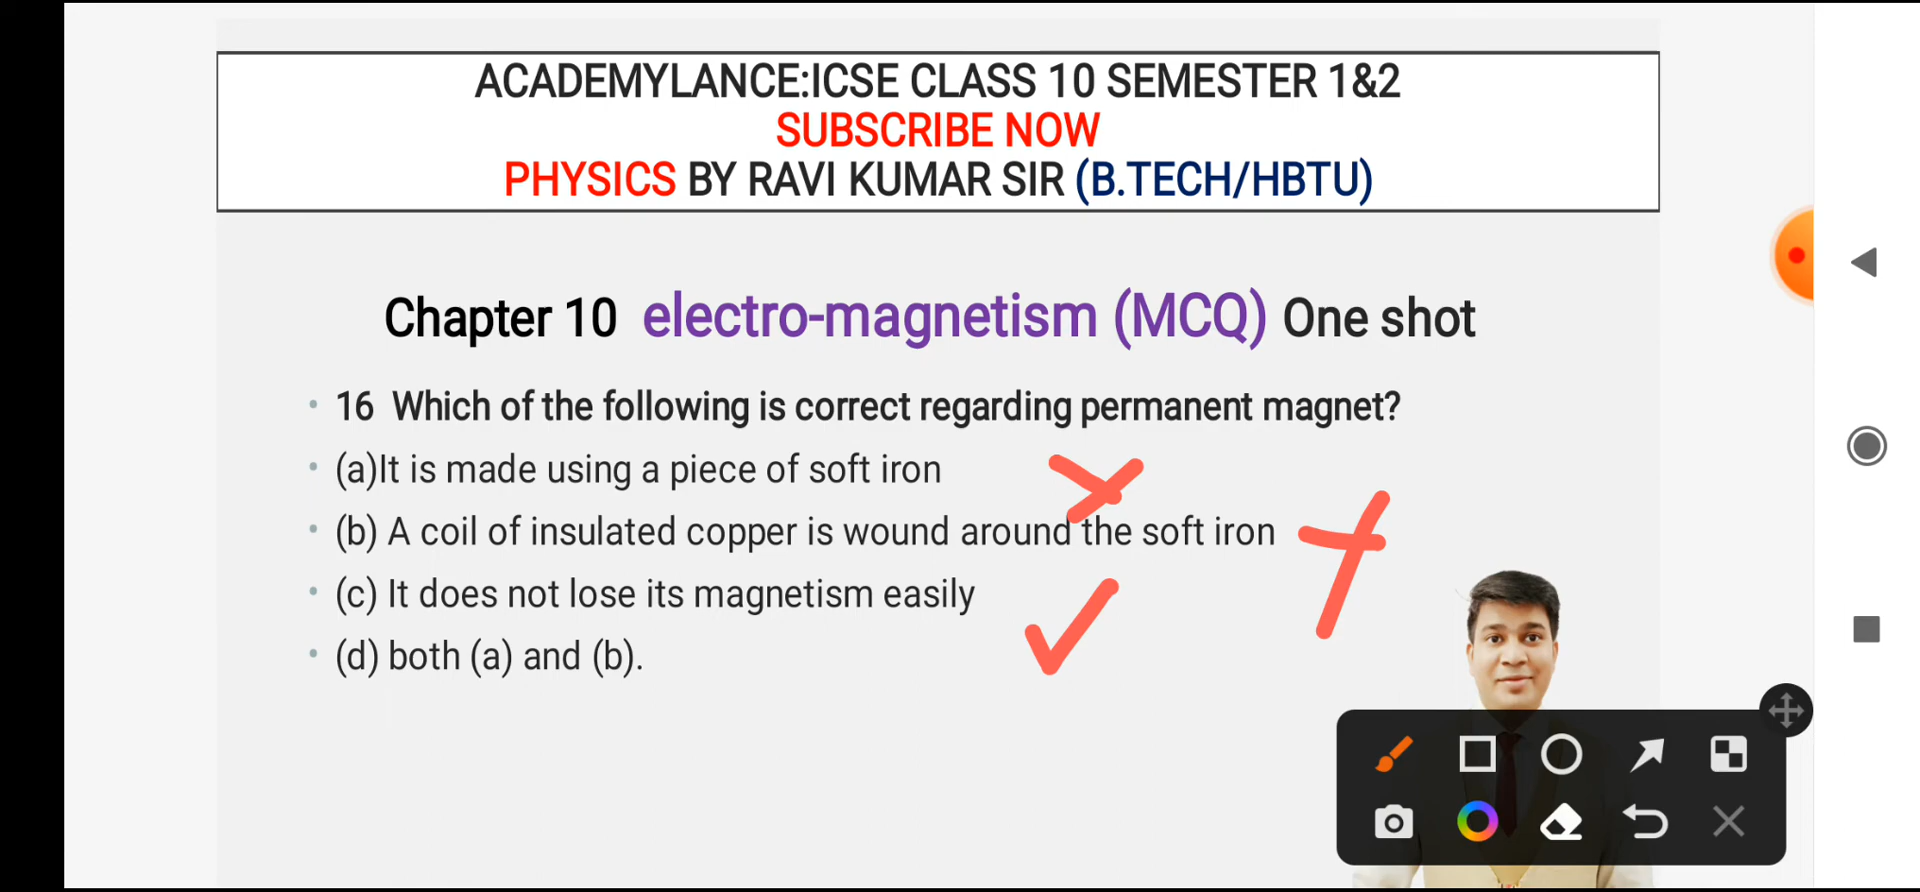 ACADEMYLANCE:ICSE CLASS 10 SEMESTER 1&2
SUBSCRIBE NOW
PHYSICS BY RAVI KUMAR SIR (B.TECH/HBTU)
Chapter 10 electro-magnetism (MCQ) One shot
• 16 Which of the following is correct regarding permanent magnet?
• (a)It is made using a piece of soft iron
• (b) A coil of insulated copper is wound around the soft iron
• (c) It does not lose its magnetism easily
• (d) both (a) and (b).